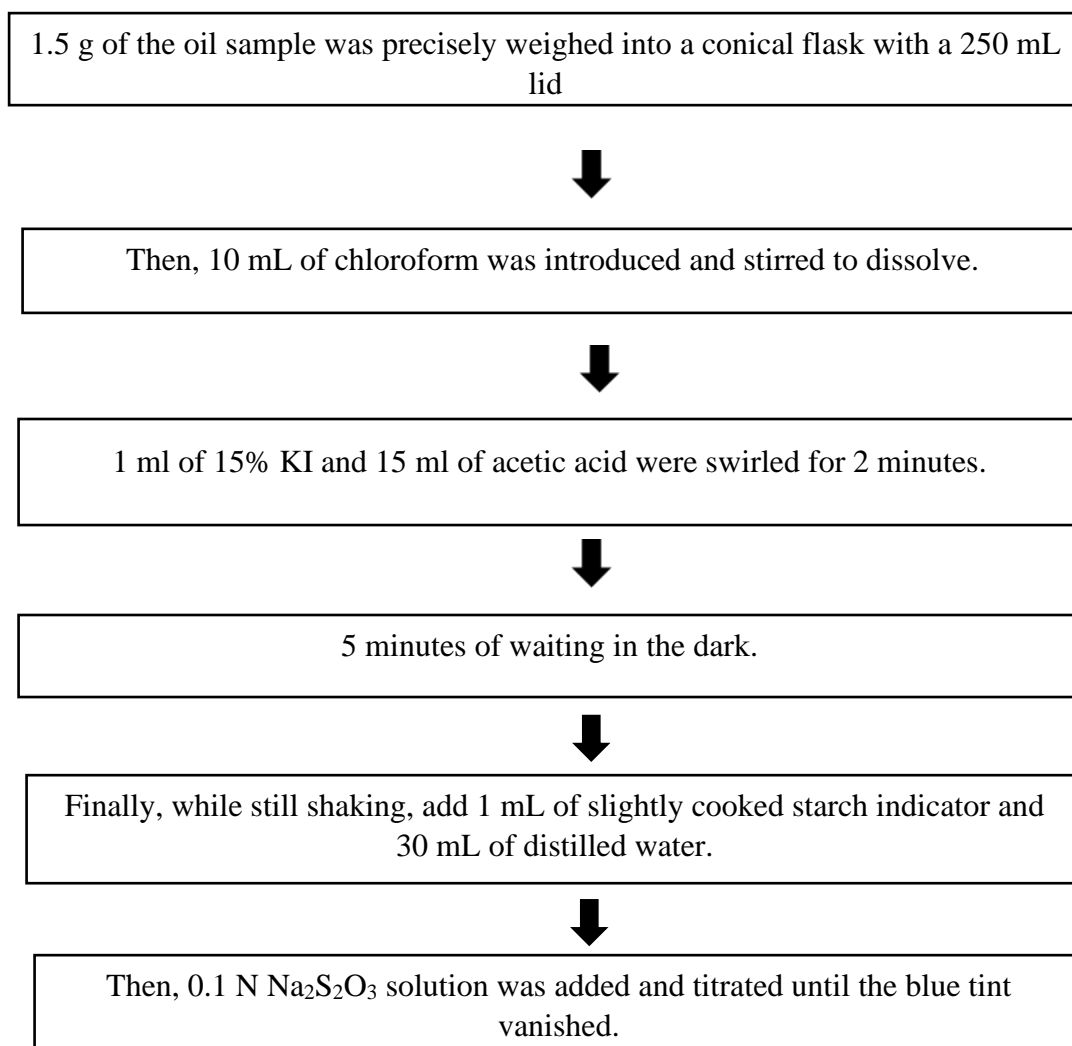 1.5 g of the oil sample was precisely weighed into a conical flask with a 250 mL
lid
Then, 10 mL of chloroform was introduced and stirred to dissolve.
1 ml of 15% KI and 15 ml of acetic acid were swirled for 2 minutes.
5 minutes of waiting in the dark.
Finally, while still shaking, add 1 mL of slightly cooked starch indicator and
30 mL of distilled water.
Then, 0.1 N Na₂S₂O₃ solution was added and titrated until the blue tint
vanished.